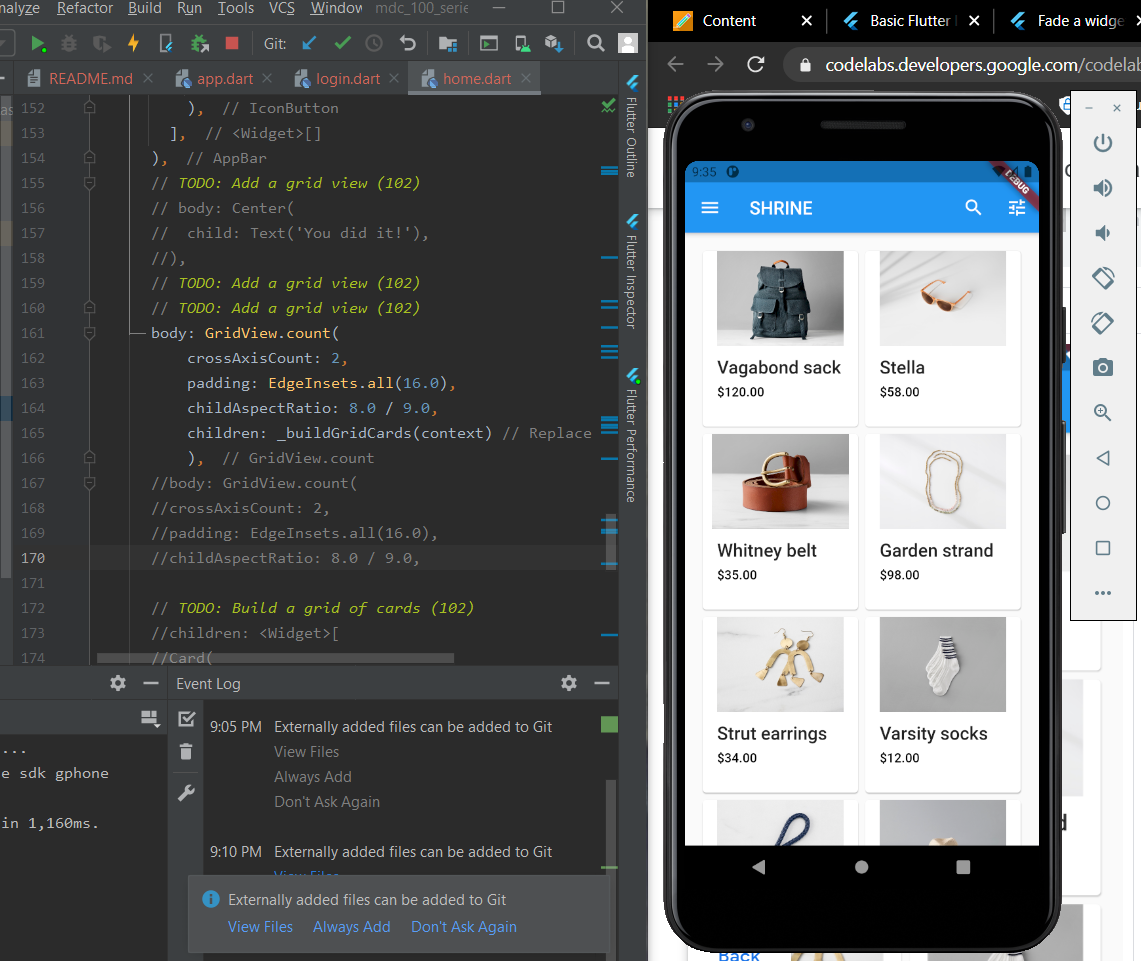 nalyze Refactor Build Run Tools VCS Window mdc_100_serie
Git:
README.md app.dart login.dart home.dart
152 ), // IconButton
153 ], // <Widget>[]
154 ), // AppBar
155 // TODO: Add a grid view (102)
156 // body: Center(
157 // child: Text('You did it!'),
158 //),
159 // TODO: Add a grid view (102)
160 // TODO: Add a grid view (102)
161 body: GridView.count(
162 crossAxisCount: 2,
163 padding: EdgeInsets.all(16.0),
164 childAspectRatio: 8.0 / 9.0,
165 children: _buildGridCards(context) // Replace
166 ), // GridView.count
167 //body: GridView.count(
168 //crossAxisCount: 2,
169 //padding: EdgeInsets.all(16.0),
170 //childAspectRatio: 8.0 / 9.0,
171
172 // TODO: Build a grid of cards (102)
173 //children: <Widget>[
174 //Card(
Flutter Outline
Flutter Inspector
Flutter Performance
...
e sdk gphone
in 1,160ms.
Event Log
9:05 PM Externally added files can be added to Git
View Files
Always Add
Don't Ask Again
9:10 PM Externally added files can be added to Git
View Files
Externally added files can be added to Git
View Files Always Add Don't Ask Again
Content Basic Flutter Fade a widge
codelabs.developers.google.com/codelab
9:35
DEBUG
SHRINE
Vagabond sack
$120.00
Stella
$58.00
Whitney belt
$35.00
Garden strand
$98.00
Strut earrings
$34.00
Varsity socks
$12.00
Back